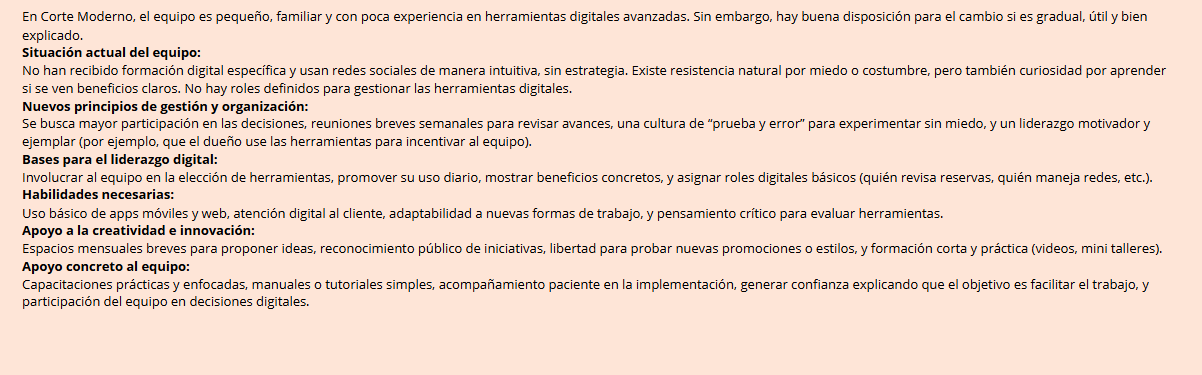 En Corte Moderno, el equipo es pequeño, familiar y con poca experiencia en herramientas digitales avanzadas. Sin embargo, hay buena disposición para el cambio si es gradual, útil y bien
explicado.
Situación actual del equipo:
No han recibido formación digital específica y usan redes sociales de manera intuitiva, sin estrategia. Existe resistencia natural por miedo o costumbre, pero también curiosidad por aprender
si se ven beneficios claros. No hay roles definidos para gestionar las herramientas digitales.
Nuevos principios de gestión y organización:
Se busca mayor participación en las decisiones, reuniones breves semanales para revisar avances, una cultura de “prueba y error” para experimentar sin miedo, y un liderazgo motivador y
ejemplar (por ejemplo, que el dueño use las herramientas para incentivar al equipo).
Bases para el liderazgo digital:
Involucrar al equipo en la elección de herramientas, promover su uso diario, mostrar beneficios concretos, y asignar roles digitales básicos (quién revisa reservas, quién maneja redes, etc.).
Habilidades necesarias:
Uso básico de apps móviles y web, atención digital al cliente, adaptabilidad a nuevas formas de trabajo, y pensamiento crítico para evaluar herramientas.
Apoyo a la creatividad e innovación:
Espacios mensuales breves para proponer ideas, reconocimiento público de iniciativas, libertad para probar nuevas promociones o estilos, y formación corta y práctica (videos, mini talleres).
Apoyo concreto al equipo:
Capacitaciones prácticas y enfocadas, manuales o tutoriales simples, acompañamiento paciente en la implementación, generar confianza explicando que el objetivo es facilitar el trabajo, y
participación del equipo en decisiones digitales.